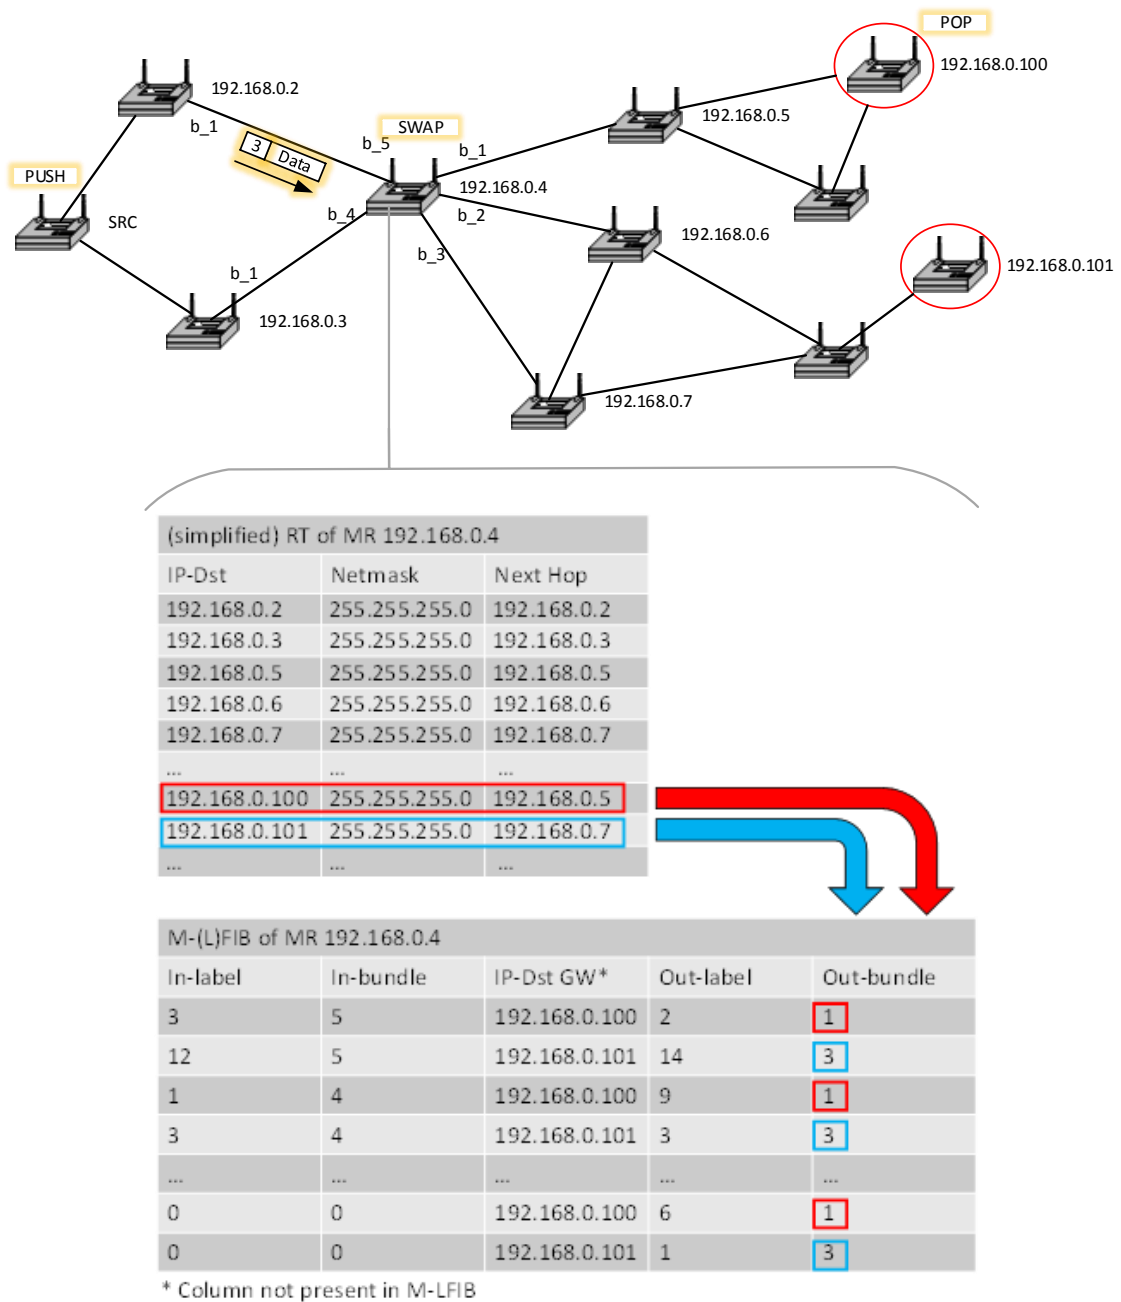 POP
192.168.0.100
192.168.0.2
192.168.0.5
b_1
SWAP
b_5
b_1
3 Data
PUSH
192.168.0.4
SRC
b_4
b_2
192.168.0.6
b_3
192.168.0.101
b_1
192.168.0.3
192.168.0.7
(simplified) RT of MR 192.168.0.4
IP-Dst Netmask Next Hop
192.168.0.2 255.255.255.0 192.168.0.2
192.168.0.3 255.255.255.0 192.168.0.3
192.168.0.5 255.255.255.0 192.168.0.5
192.168.0.6 255.255.255.0 192.168.0.6
192.168.0.7 255.255.255.0 192.168.0.7
... ... ...
192.168.0.100 255.255.255.0 192.168.0.5
192.168.0.101 255.255.255.0 192.168.0.7
... ... ...
M-(L)FIB of MR 192.168.0.4
In-label In-bundle IP-Dst GW* Out-label Out-bundle
3 5 192.168.0.100 2 1
12 5 192.168.0.101 14 3
1 4 192.168.0.100 9 1
3 4 192.168.0.101 3 3
... ... ... ... ...
0 0 192.168.0.100 6 1
0 0 192.168.0.101 1 3
* Column not present in M-LFIB